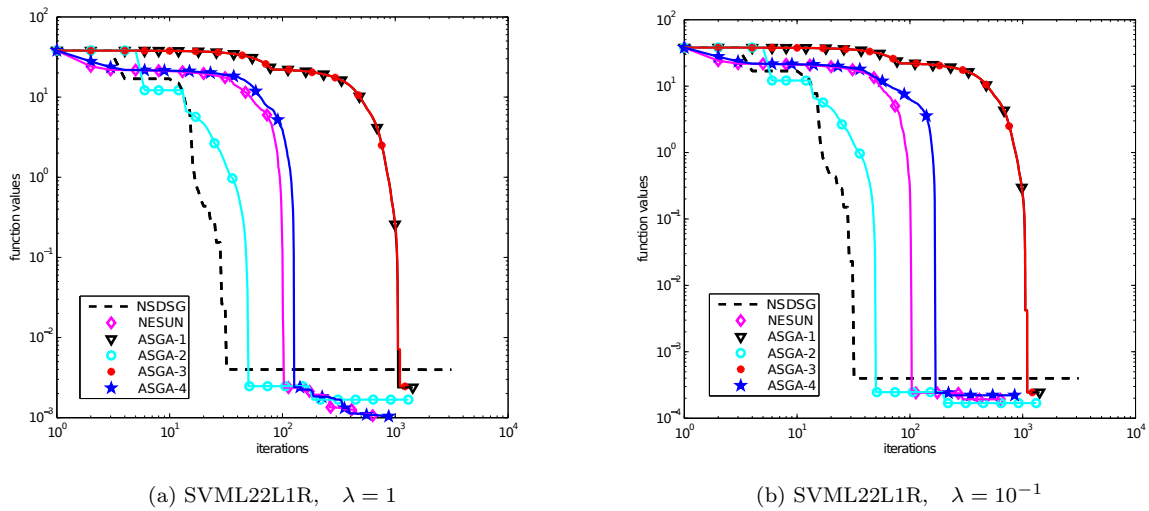 10^2
10^1
10^0
10^−1
10^−2
10^−3
function values
NSDSG
NESUN
ASGA-1
ASGA-2
ASGA-3
ASGA-4
10^0 10^1 10^2 10^3 10^4
iterations
(a) SVML22L1R, λ = 1
10^2
10^1
10^0
10^−1
10^−2
10^−3
10^−4
function values
NSDSG
NESUN
ASGA-1
ASGA-2
ASGA-3
ASGA-4
10^0 10^1 10^2 10^3 10^4
iterations
(b) SVML22L1R, λ = 10^−1